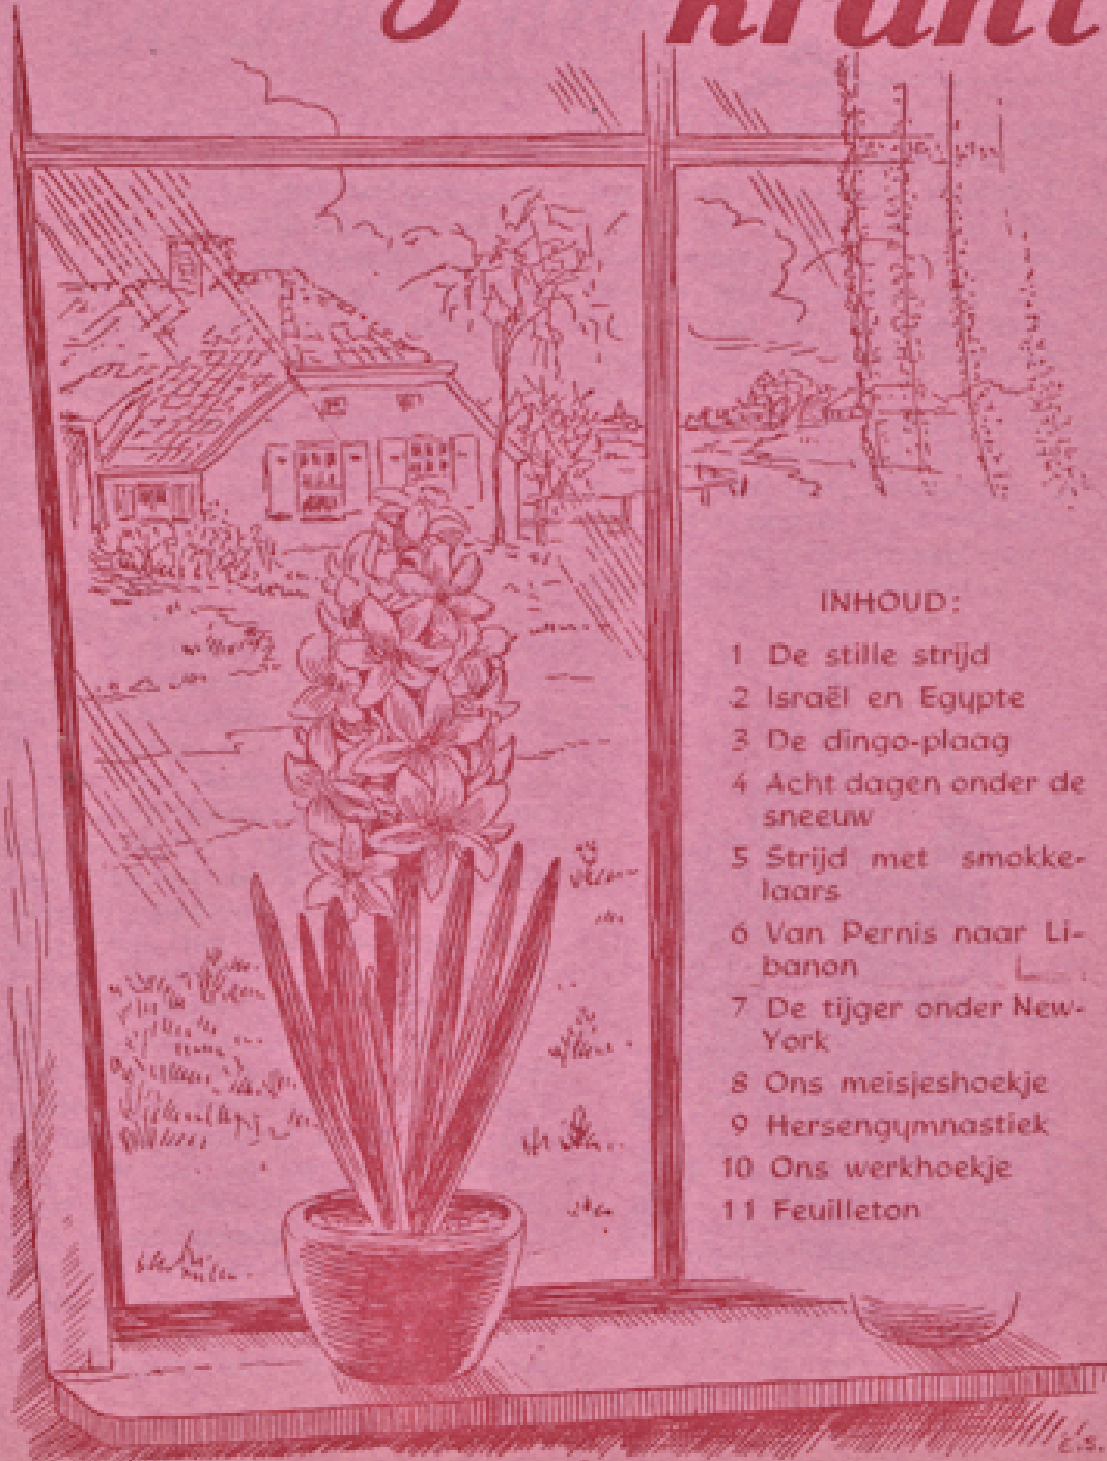 krant
INHOUD:
1 De stille strijd
2 Israël en Egypte
3 De dingo-plaag
4 Acht dagen onder de
sneeuw
5 Strijd met smokke-
laars
6 Van Pernis naar Li-
banon
7 De tijger onder New-
York
8 Ons meisjeshoekje
9 Hersengymnastiek
10 Ons werkhoekje
11 Feuilleton
E.S.